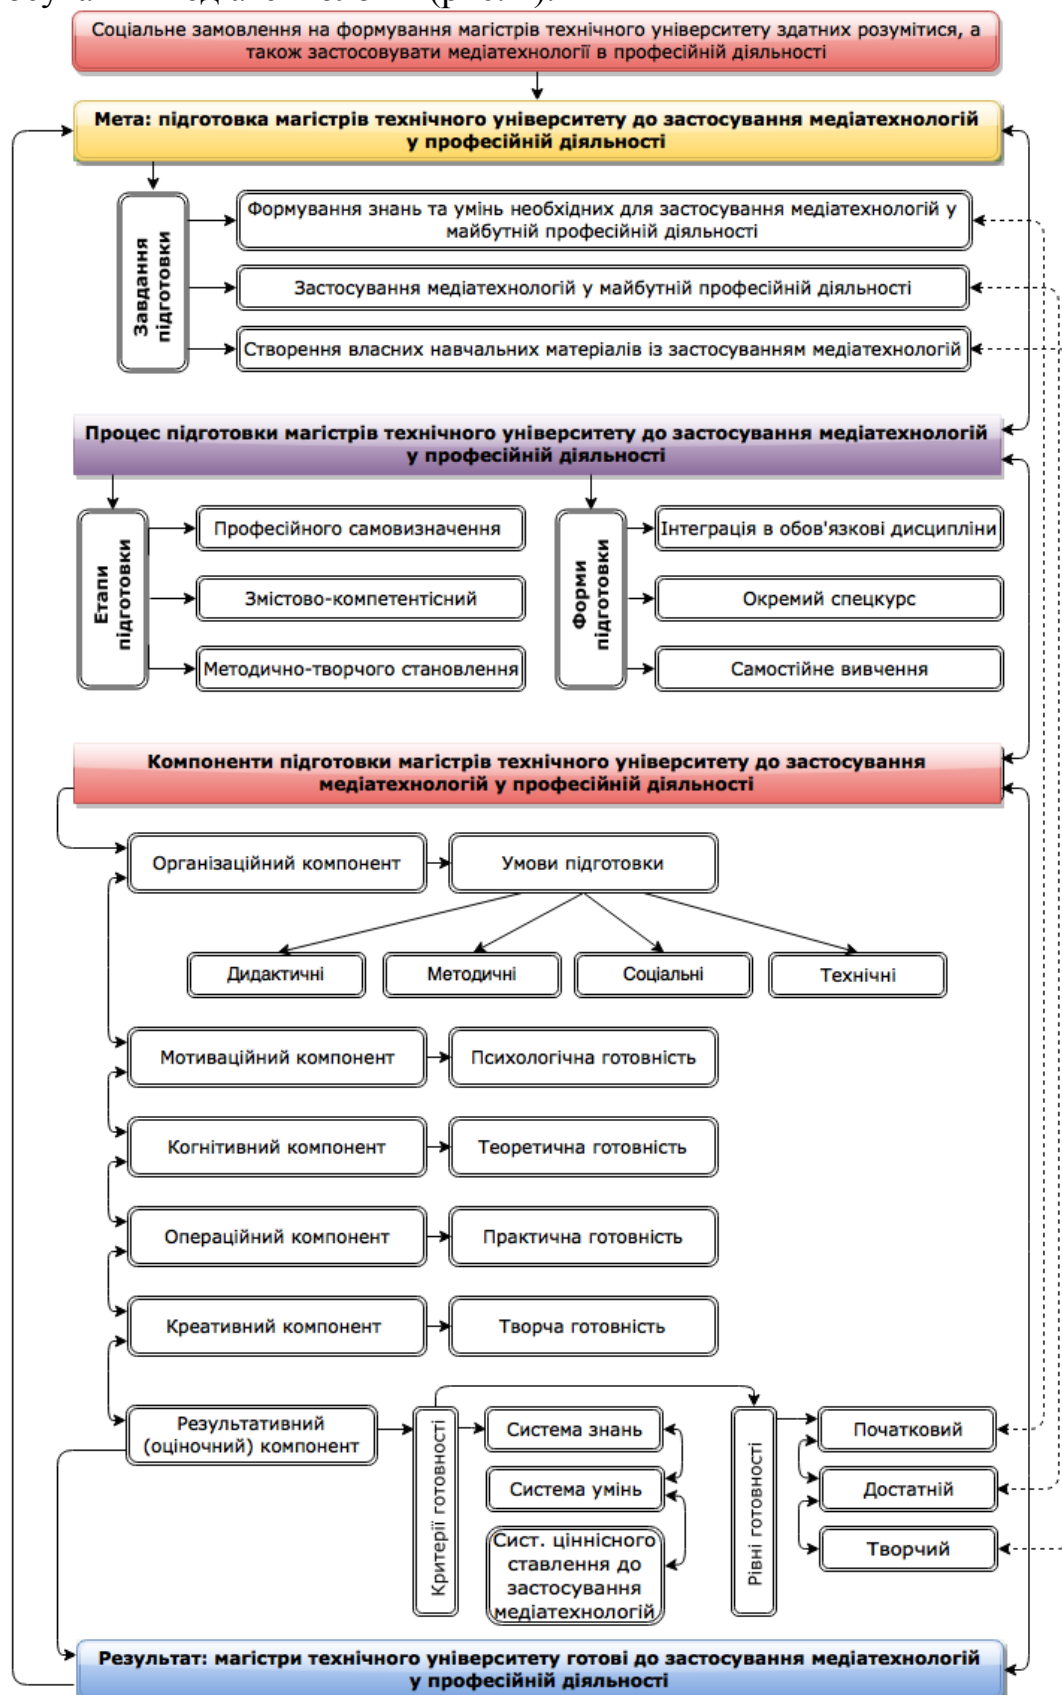 Соціальне замовлення на формування магістрів технічного університету здатних розумітися, а
також застосовувати медіатехнології в професійній діяльності
Мета: підготовка магістрів технічного університету до застосування медіатехнологій
у професійній діяльності
Завдання
підготовки
Формування знань та умінь необхідних для застосування медіатехнологій у
майбутній професійній діяльності
Застосування медіатехнологій у майбутній професійній діяльності
Створення власних навчальних матеріалів із застосуванням медіатехнологій
Процес підготовки магістрів технічного університету до застосування медіатехнологій
у професійній діяльності
Етапи
підготовки
Професійного самовизначення
Змістово-компетентісний
Методично-творчого становлення
Форми
підготовки
Інтеграція в обов'язкові дисципліни
Окремий спецкурс
Самостійне вивчення
Компоненти підготовки магістрів технічного університету до застосування
медіатехнологій у професійній діяльності
Організаційний компонент
Умови підготовки
Дидактичні
Методичні
Соціальні
Технічні
Мотиваційний компонент
Психологічна готовність
Когнітивний компонент
Теоретична готовність
Операційний компонент
Практична готовність
Креативний компонент
Творча готовність
Результативний
(оціночний) компонент
Критерії готовності
Система знань
Система умінь
Сист. ціннісного
ставлення до
застосування
медіатехнологій
Рівні готовності
Початковий
Достатній
Творчий
Результат: магістри технічного університету готові до застосування медіатехнологій
у професійній діяльності